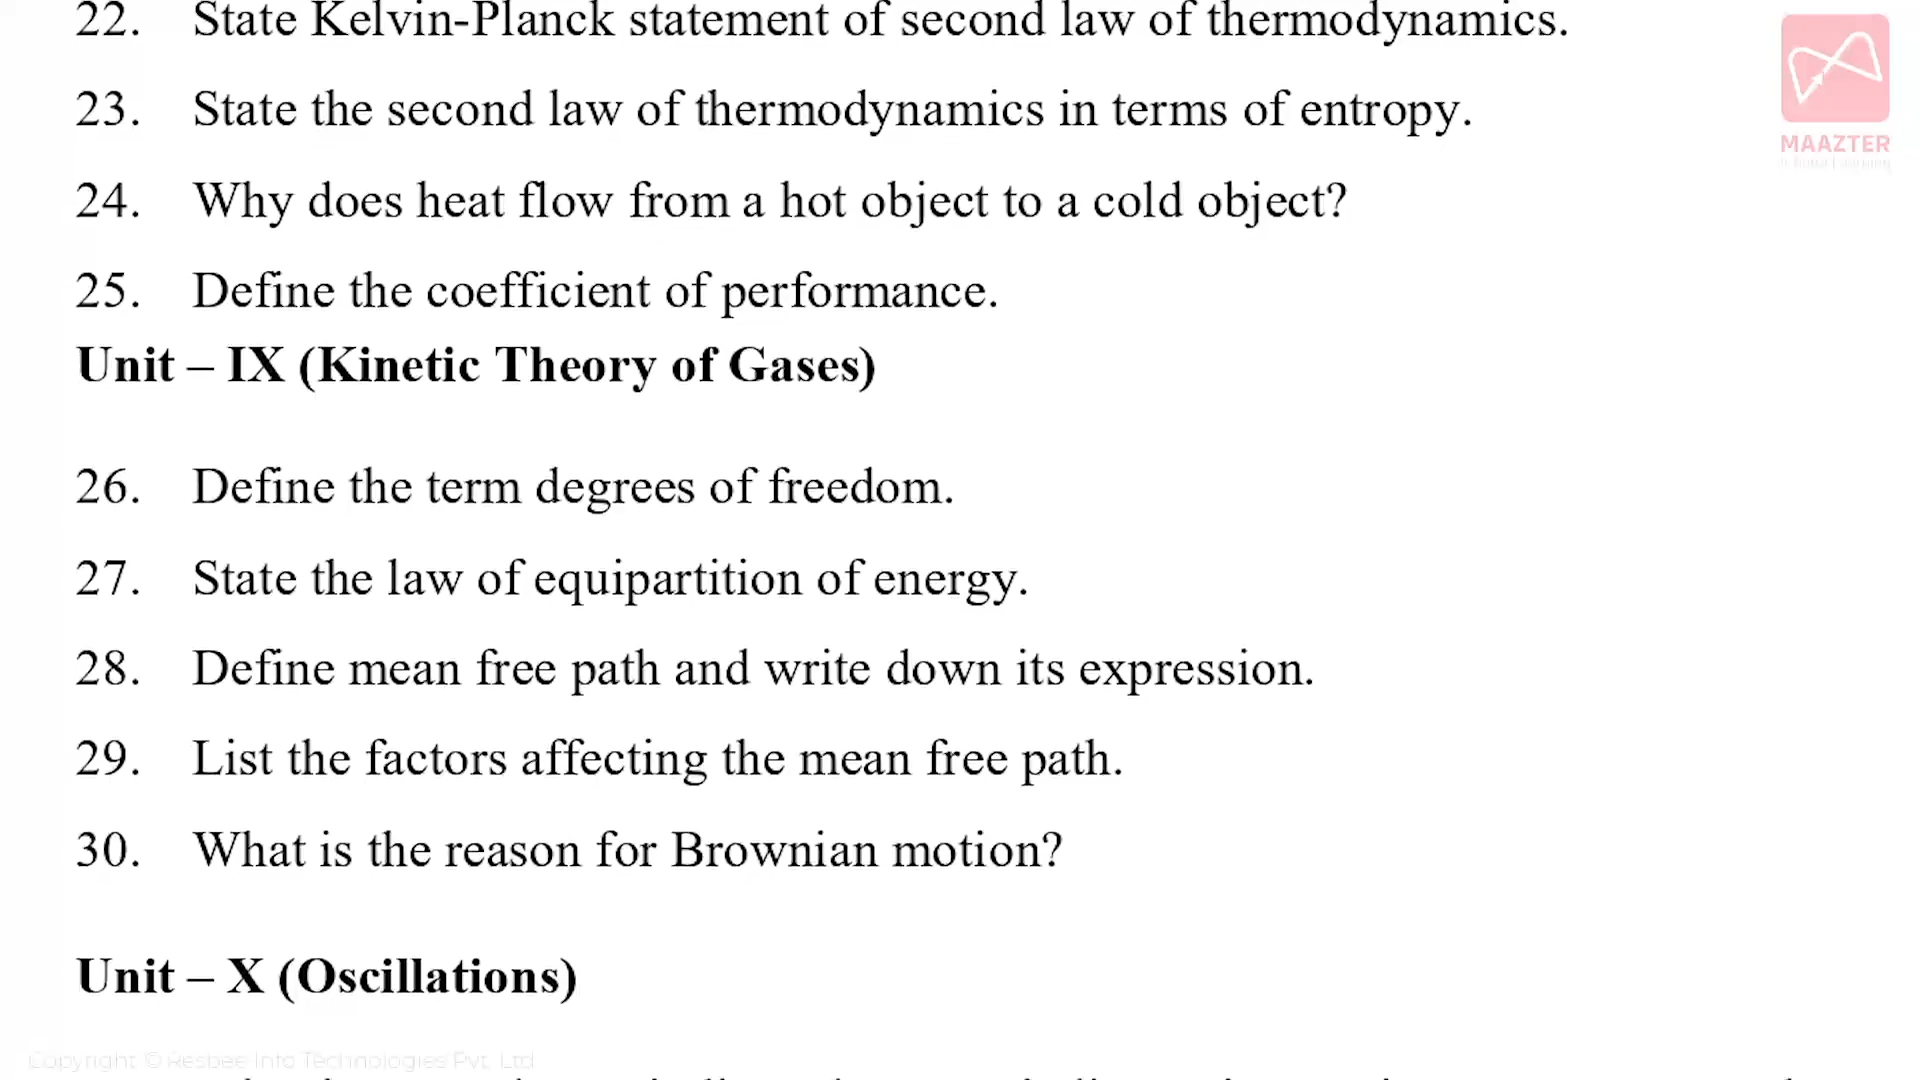 22. State Kelvin-Planck statement of second law of thermodynamics.
23. State the second law of thermodynamics in terms of entropy.
24. Why does heat flow from a hot object to a cold object?
25. Define the coefficient of performance.
Unit – IX (Kinetic Theory of Gases)
26. Define the term degrees of freedom.
27. State the law of equipartition of energy.
28. Define mean free path and write down its expression.
29. List the factors affecting the mean free path.
30. What is the reason for Brownian motion?
Unit – X (Oscillations)
MAAZTER
Copyright © Resbee Info Technologies Pvt. Ltd